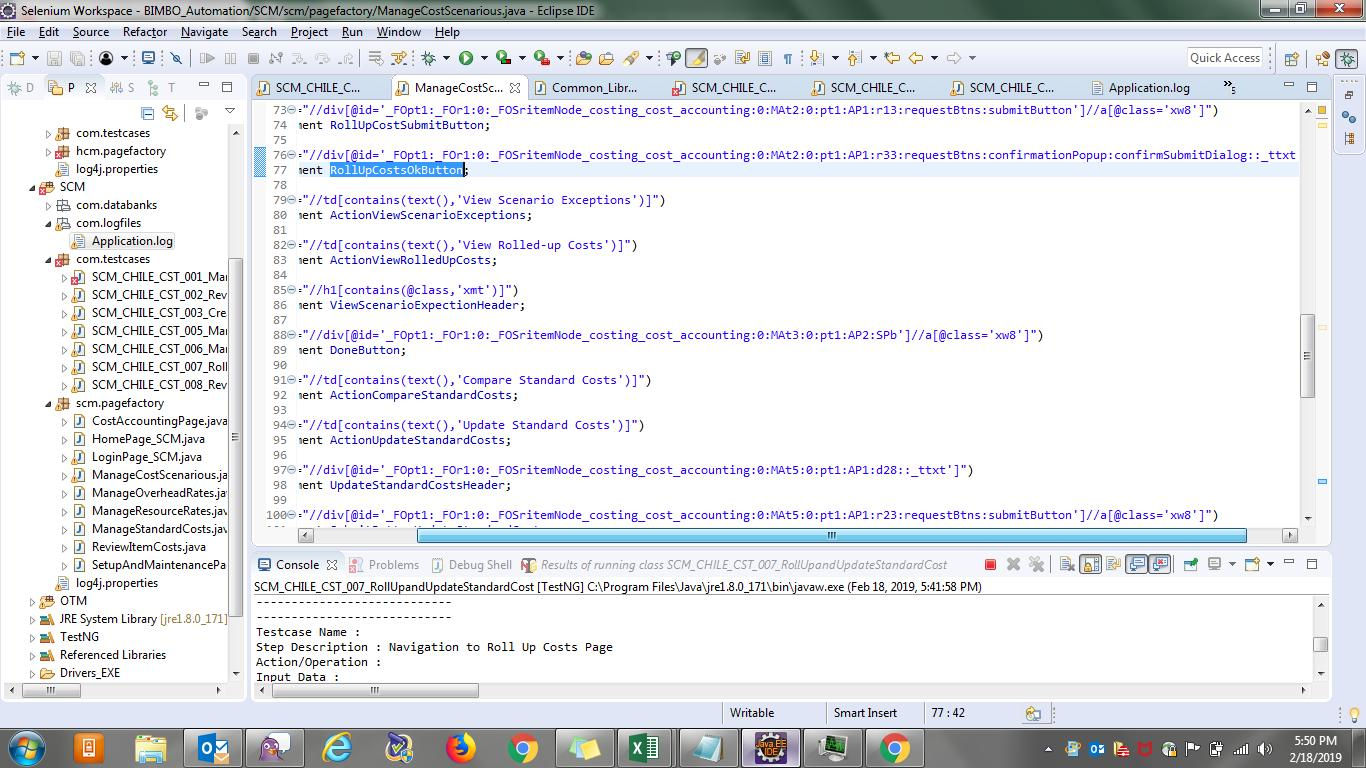 Selenium Workspace - BIMBO_Automation/SCM/scm/pagefactory/ManageCostScenarious.java - Eclipse IDE
File Edit Source Refactor Navigate Search Project Run Window Help
Quick Access
D P S T
SCM_CHILE_C... ManageCostSc... Common_Libr... SCM_CHILE_C... SCM_CHILE_C... SCM_CHILE_C... Application.log »5
com.testcases
hcm.pagefactory
log4j.properties
SCM
com.databanks
com.logfiles
Application.log
com.testcases
SCM_CHILE_CST_001_Mar
SCM_CHILE_CST_002_Rev
SCM_CHILE_CST_003_Cre
SCM_CHILE_CST_005_Mar
SCM_CHILE_CST_006_Mar
SCM_CHILE_CST_007_Roll
SCM_CHILE_CST_008_Rev
scm.pagefactory
CostAccountingPage.java
HomePage_SCM.java
LoginPage_SCM.java
ManageCostScenarious.ja
ManageOverheadRates.ja
ManageResourceRates.jav
ManageStandardCosts.jav
ReviewItemCosts.java
SetupAndMaintenancePa
log4j.properties
OTM
JRE System Library [jre1.8.0_171]
TestNG
Referenced Libraries
Drivers_EXE
73 ="//div[@id='_FOpt1:_FOr1:0:_FOSritemNode_costing_cost_accounting:0:MAt2:0:pt1:AP1:r13:requestBtns:submitButton']//a[@class='xw8']")
74 ment RollUpCostSubmitButton;
75
76 ="//div[@id='_FOpt1:_FOr1:0:_FOSritemNode_costing_cost_accounting:0:MAt2:0:pt1:AP1:r33:requestBtns:confirmationPopup:confirmSubmitDialog::_ttxt
77 ment RollUpCostsOkButton;
78
79 ="//td[contains(text(),'View Scenario Exceptions')]")
80 ment ActionViewScenarioExceptions;
81
82 ="//td[contains(text(),'View Rolled-up Costs')]")
83 ment ActionViewRolledUpCosts;
84
85 ="//h1[contains(@class,'xmt')]")
86 ment ViewScenarioExpectionHeader;
87
88 ="//div[@id='_FOpt1:_FOr1:0:_FOSritemNode_costing_cost_accounting:0:MAt3:0:pt1:AP2:SPb']//a[@class='xw8']")
89 ment DoneButton;
90
91 ="//td[contains(text(),'Compare Standard Costs')]")
92 ment ActionCompareStandardCosts;
93
94 ="//td[contains(text(),'Update Standard Costs')]")
95 ment ActionUpdateStandardCosts;
96
97 ="//div[@id='_FOpt1:_FOr1:0:_FOSritemNode_costing_cost_accounting:0:MAt5:0:pt1:AP1:d28::_ttxt']")
98 ment UpdateStandardCostsHeader;
99
100 ="//div[@id='_FOpt1:_FOr1:0:_FOSritemNode_costing_cost_accounting:0:MAt5:0:pt1:AP1:r23:requestBtns:submitButton']//a[@class='xw8']")
Console Problems Debug Shell Results of running class SCM_CHILE_CST_007_RollUpandUpdateStandardCost
SCM_CHILE_CST_007_RollUpandUpdateStandardCost [TestNG] C:\Program Files\Java\jre1.8.0_171\bin\javaw.exe (Feb 18, 2019, 5:41:58 PM)
----------------------------
----------------------------
Testcase Name :
Step Description : Navigation to Roll Up Costs Page
Action/Operation :
Input Data :
Writable Smart Insert 77 : 42
5:50 PM
2/18/2019